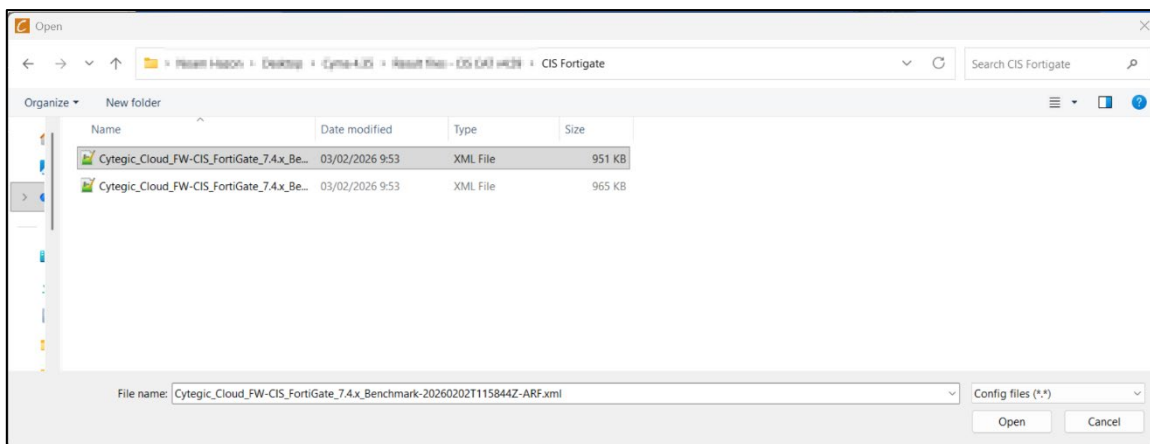 Open
CIS Fortigate
Search CIS Fortigate
Organize
New folder
Name
Date modified
Type
Size
Cytegic_Cloud_FW-CIS_FortiGate_7.4.x_Be... 03/02/2026 9:53 XML File 951 KB
Cytegic_Cloud_FW-CIS_FortiGate_7.4.x_Be... 03/02/2026 9:53 XML File 965 KB
File name: Cytegic_Cloud_FW-CIS_FortiGate_7.4.x_Benchmark-20260202T115844Z-ARF.xml
Config files (*.*)
Open
Cancel